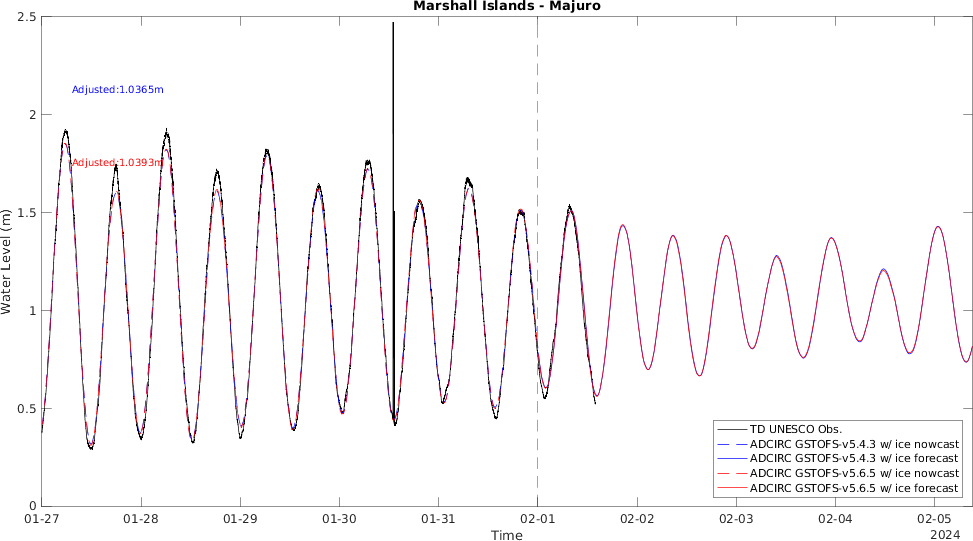 Marshall Islands - Majuro
2.5
Adjusted:1.0365m
2
Adjusted:1.0393m
1.5
Water Level (m)
1
0.5
TD UNESCO Obs.
ADCIRC GSTOFS-v5.4.3 w/ ice nowcast
ADCIRC GSTOFS-v5.4.3 w/ ice forecast
ADCIRC GSTOFS-v5.6.5 w/ ice nowcast
ADCIRC GSTOFS-v5.6.5 w/ ice forecast
0
01-27 01-28 01-29 01-30 01-31 02-01 02-02 02-03 02-04 02-05
Time 2024